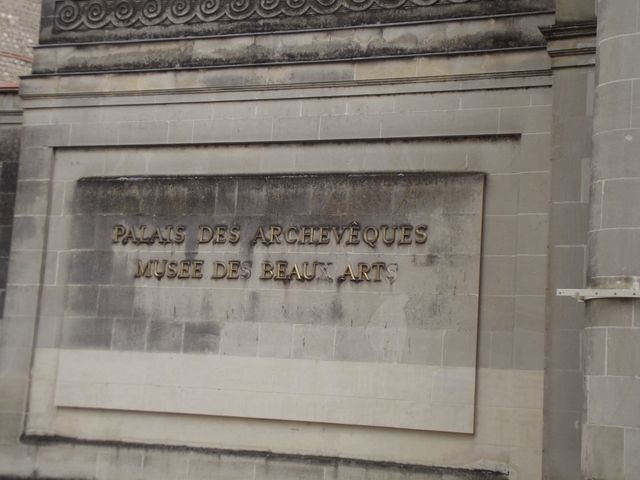 PALAIS DES ARCHEVÊQUES
MUSEE DES BEAUX ARTS